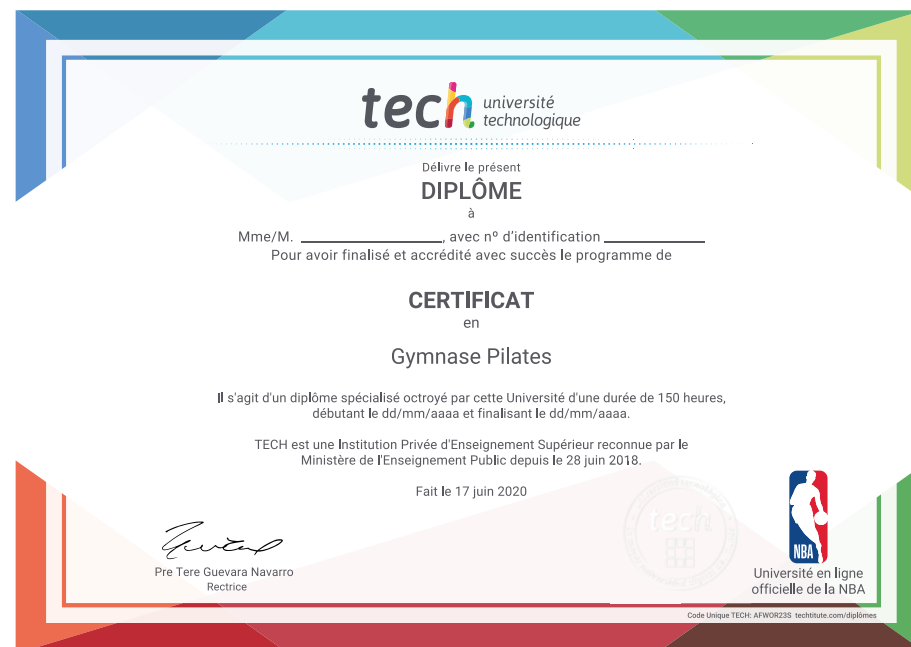 tech université
technologique
Délivre le présent
DIPLÔME
à
Mme/M. ____________________, avec nº d'identification ______________
Pour avoir finalisé et accrédité avec succès le programme de
CERTIFICAT
en
Gymnase Pilates
Il s'agit d'un diplôme spécialisé octroyé par cette Université d'une durée de 150 heures,
débutant le dd/mm/aaaa et finalisant le dd/mm/aaaa.
TECH est une Institution Privée d'Enseignement Supérieur reconnue par le
Ministère de l'Enseignement Public depuis le 28 juin 2018.
Fait le 17 juin 2020
tech
Pre Tere Guevara Navarro
Rectrice
NBA
Université en ligne
officielle de la NBA
Code Unique TECH: AFWOR23S techtitute.com/diplômes